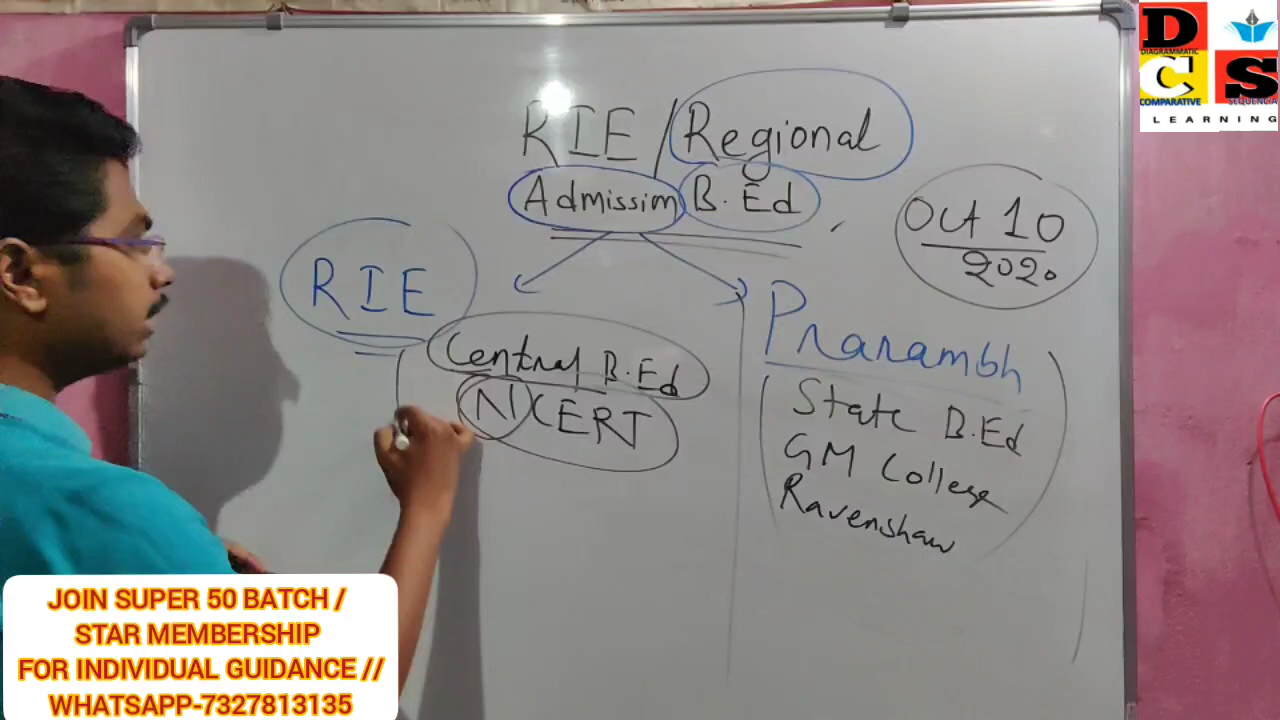 RIE/Regional
Admission B.Ed
Oct 10
2020
RIE
Central B.Ed
NCERT
Prarambh
State B.Ed
GM College
Ravenshaw
D
DIAGRAMMATIC
C S
COMPARATIVE SEQUENCIA
LEARNING
JOIN SUPER 50 BATCH /
STAR MEMBERSHIP
FOR INDIVIDUAL GUIDANCE //
WHATSAPP-7327813135